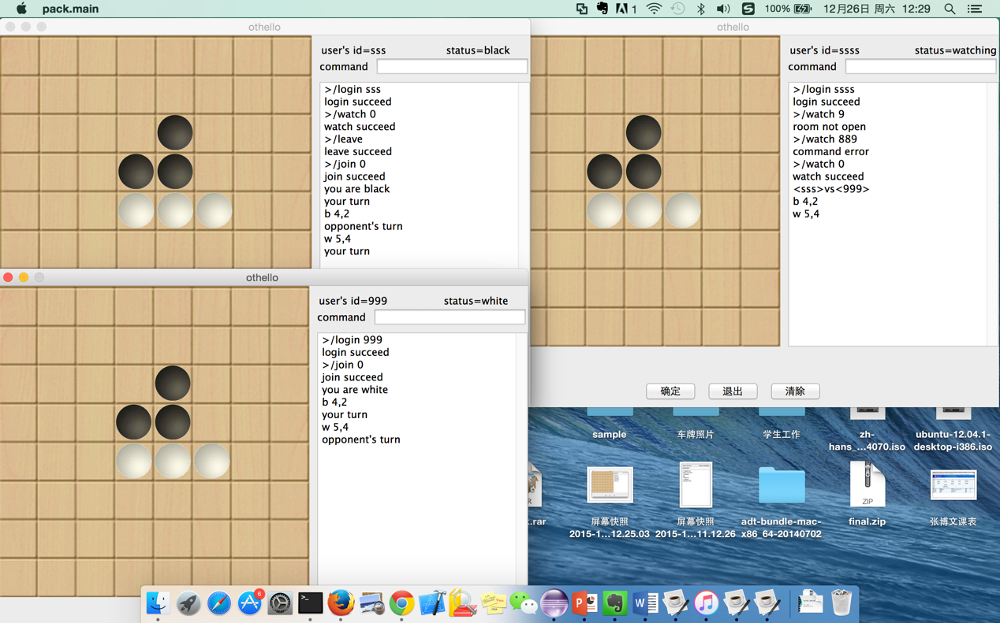 pack.main
1
100%
12月26日 周六 12:29
othello
user's id=sss status=black
command
>/login sss
login succeed
>/watch 0
watch succeed
>/leave
leave succeed
>/join 0
join succeed
you are black
your turn
b 4,2
opponent's turn
w 5,4
your turn
othello
user's id=ssss status=watching
command
>/login ssss
login succeed
>/watch 9
room not open
>/watch 889
command error
>/watch 0
watch succeed
<sss>vs<999>
b 4,2
w 5,4
确定 退出 清除
othello
user's id=999 status=white
command
>/login 999
login succeed
>/join 0
join succeed
you are white
b 4,2
your turn
w 5,4
opponent's turn
sample 车牌照片 学生工作 zh-hans_...4070.iso ubuntu-12.04.1-desktop-i386.iso
ZIP
.rar
屏幕快照
2015-1...12.25.03
屏幕快照
2015-1...11.12.26
adt-bundle-mac-
x86_64-20140702
final.zip
张博文课表
6